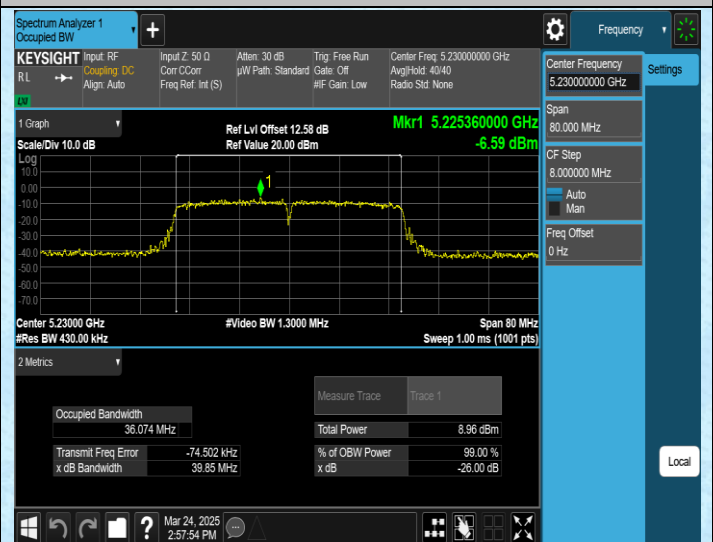 Spectrum Analyzer 1
Occupied BW
Frequency
KEYSIGHT
RL
LXI
Input: RF
Coupling: DC
Align: Auto
Input Z: 50 Ω
Corr CCorr
Freq Ref: Int (S)
Atten: 30 dB
µW Path: Standard
Trig: Free Run
Gate: Off
#IF Gain: Low
Center Freq: 5.230000000 GHz
Avg|Hold: 40/40
Radio Std: None
Center Frequency
5.230000000 GHz
Settings
Span
80.000 MHz
CF Step
8.000000 MHz
Auto
Man
Freq Offset
0 Hz
1 Graph
Scale/Div 10.0 dB
Ref Lvl Offset 12.58 dB
Ref Value 20.00 dBm
Mkr1 5.225360000 GHz
-6.59 dBm
Log
10.0
0.00
-10.0
-20.0
-30.0
-40.0
-50.0
-60.0
-70.0
1
Center 5.23000 GHz
#Res BW 430.00 kHz
#Video BW 1.3000 MHz
Span 80 MHz
Sweep 1.00 ms (1001 pts)
2 Metrics
Measure Trace Trace 1
Occupied Bandwidth
36.074 MHz
Total Power 8.96 dBm
Transmit Freq Error -74.502 kHz
% of OBW Power 99.00 %
x dB Bandwidth 39.85 MHz
x dB -26.00 dB
Local
?
Mar 24, 2025
2:57:54 PM